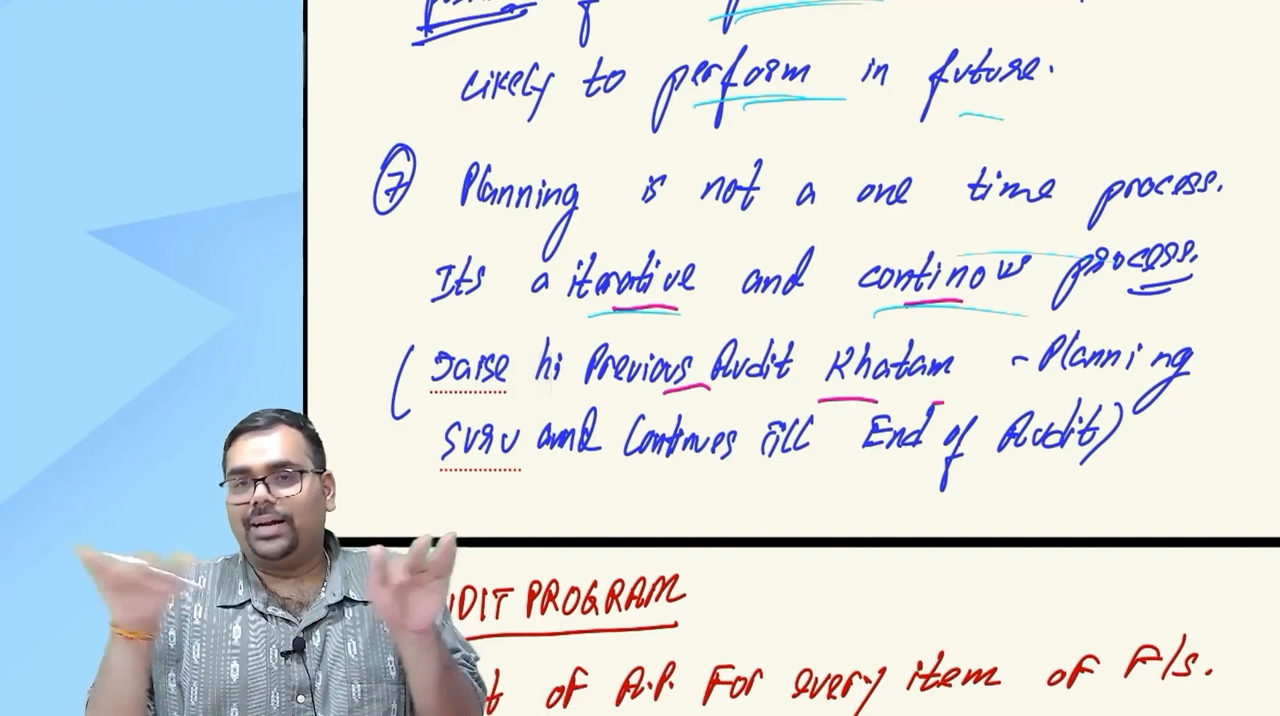 likely to perform in future.
⑦ Planning is not a one time process.
Its a iterative and continous process.
( Jaise hi Previous Audit Khatam - Planning
suru and Continues till End of Audit)
UDIT PROGRAM
of A.P. For every item of F/s.